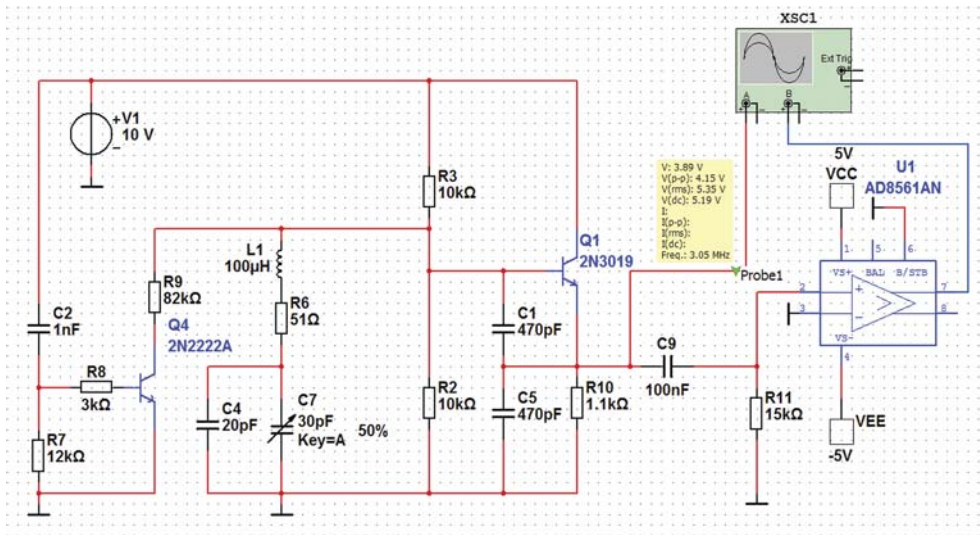 XSC1
Ext Trig
+
−
A
B
+ −
+ −
V1
+
10 V
−
V: 3.89 V
V(p-p): 4.15 V
V(rms): 5.35 V
V(dc): 5.19 V
I:
I(p-p):
I(rms):
I(dc):
Freq.: 3.05 MHz
Probe1
5V
VCC
U1
AD8561AN
1
5
6
VS+
BAL
B/STB
2
+
7
3
−
8
VS-
4
VEE
-5V
R3
10kΩ
Q1
2N3019
L1
100µH
R9
82kΩ
R6
51Ω
C2
1nF
Q4
2N2222A
C1
470pF
C9
100nF
R8
3kΩ
C4
20pF
C7
30pF
Key=A
50%
R2
10kΩ
C5
470pF
R10
1.1kΩ
R11
15kΩ
R7
12kΩ